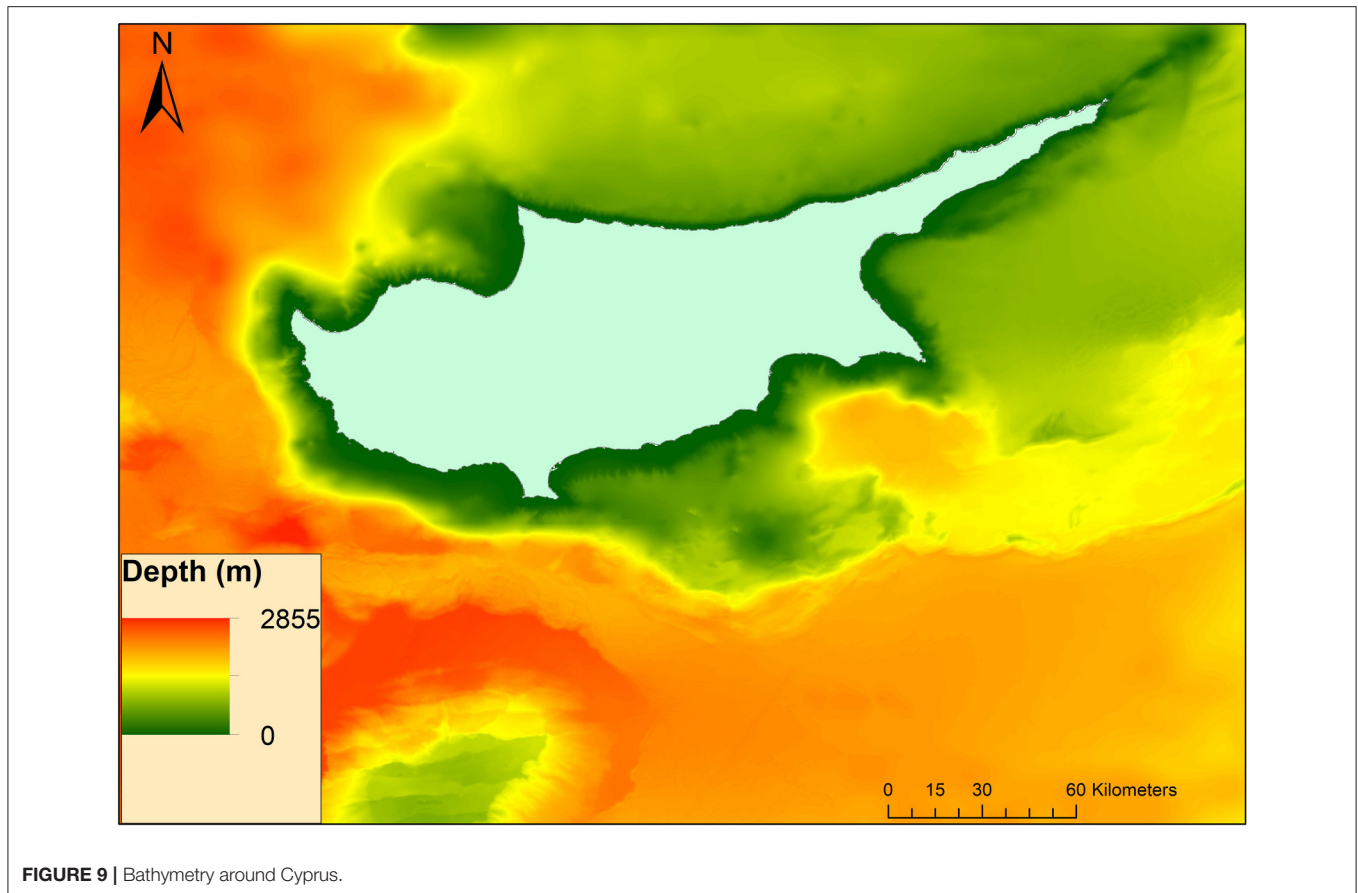 N
Depth (m)
2855
0
0 15 30 60 Kilometers
FIGURE 9 | Bathymetry around Cyprus.